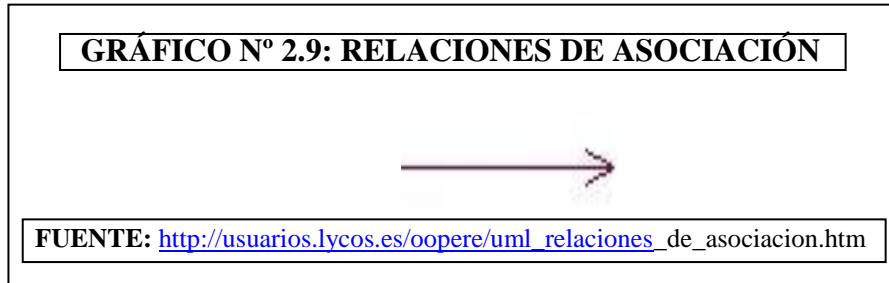 GRÁFICO Nº 2.9: RELACIONES DE ASOCIACIÓN
FUENTE: http://usuarios.lycos.es/oopere/uml_relaciones_de_asociacion.htm